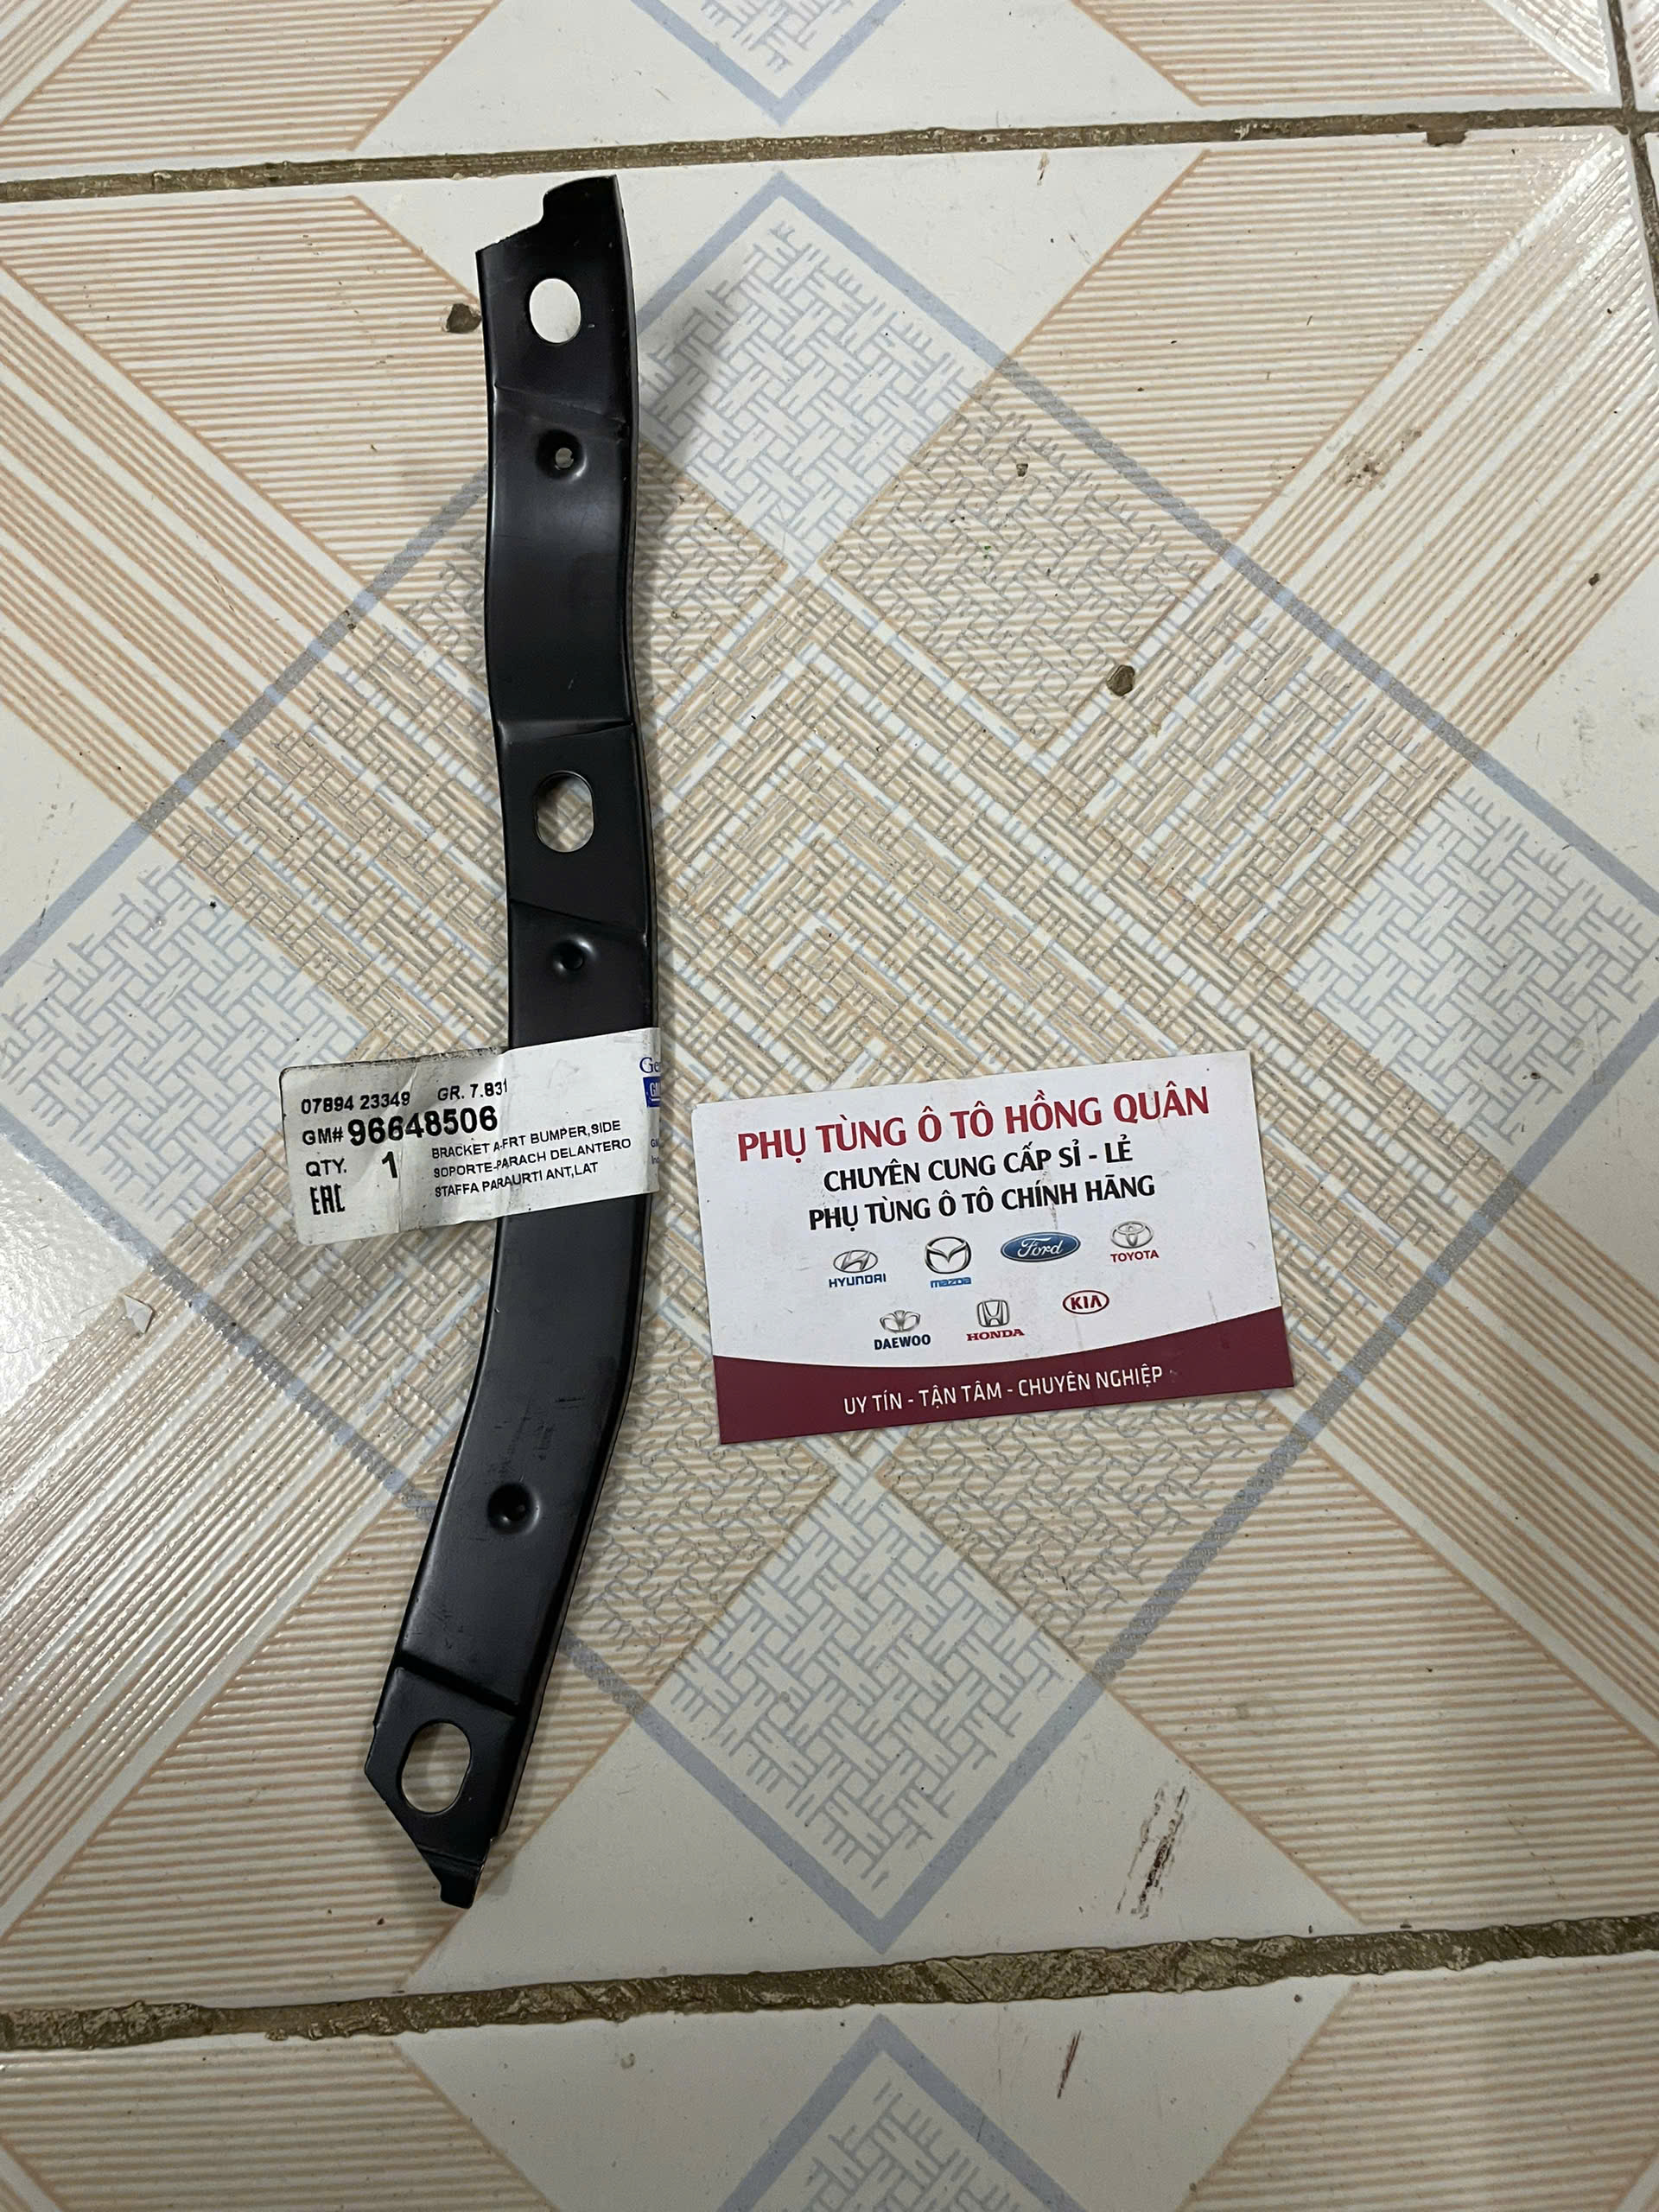 07894 23349 GR. 7.831
GM# 96648506
QTY. 1
BRACKET A-FRT BUMPER,SIDE
SOPORTE-PARACH DELANTERO
STAFFA PARAURTI ANT,LAT
EAC
GM
PHỤ TÙNG Ô TÔ HỒNG QUÂN
CHUYÊN CUNG CẤP SỈ - LẺ
PHỤ TÙNG Ô TÔ CHÍNH HÃNG
HYUNDAI mazda Ford TOYOTA
DAEWOO HONDA KIA
UY TÍN - TẬN TÂM - CHUYÊN NGHIỆP